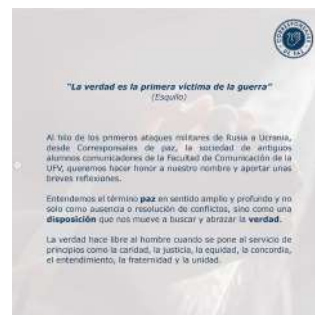 CORRESPONSALES
DE PAZ
"La verdad es la primera víctima de la guerra"
(Esquilo)
Al hilo de los primeros ataques militares de Rusia a Ucrania,
desde Corresponsales de paz, la sociedad de antiguos
alumnos comunicadores de la Facultad de Comunicación de la
UFV, queremos hacer honor a nuestro nombre y aportar unas
breves reflexiones.
Entendemos el término paz en sentido amplio y profundo y no
solo como ausencia o resolución de conflictos, sino como una
disposición que nos mueve a buscar y abrazar la verdad.
La verdad hace libre al hombre cuando se pone al servicio de
principios como la caridad, la justicia, la equidad, la concordia,
el entendimiento, la fraternidad y la unidad.